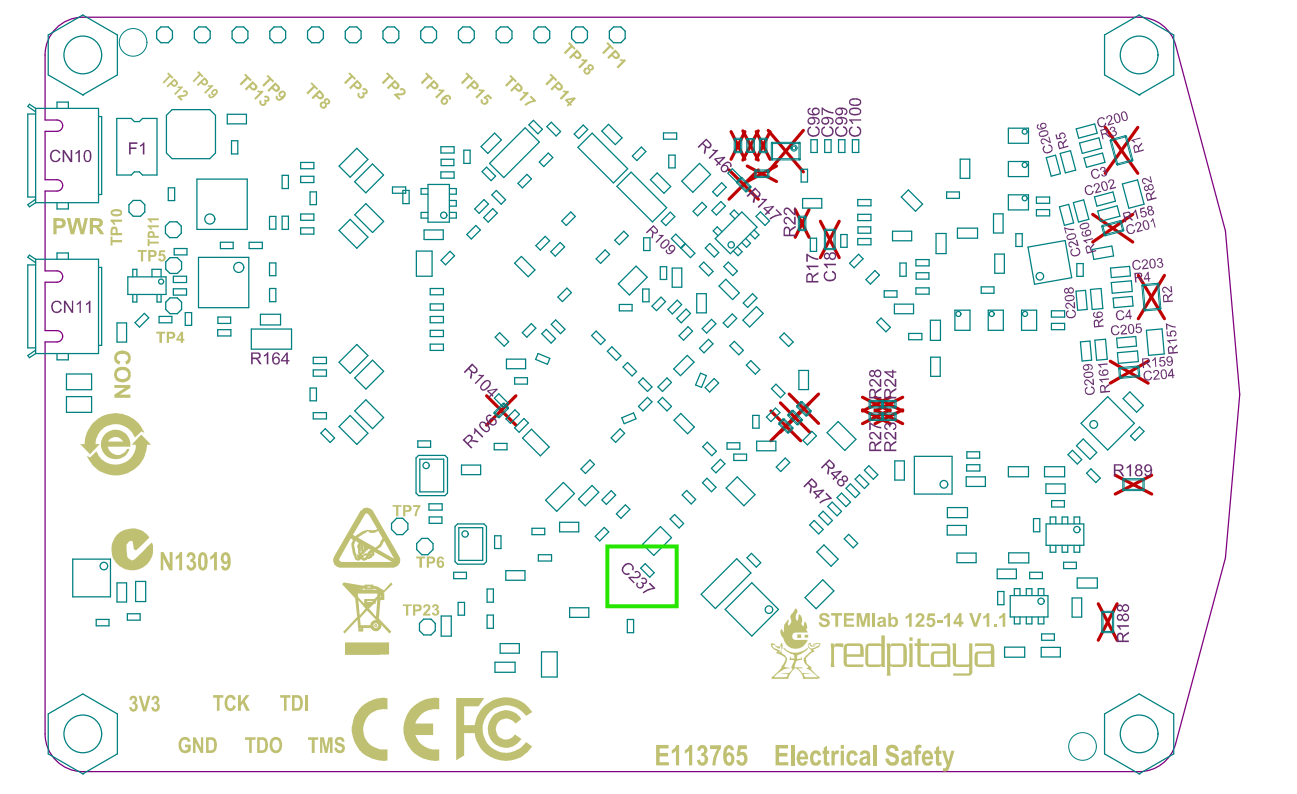 TP18 TP1
TP12 TP19 TP13 TP9 TP8 TP3 TP2 TP16 TP15 TP17 TP14
CN10 F1
C96 C97 C99 C100
C206 R5 C200 R3 R1
R146 R147
C3 C202 R82
PWR TP10 TP11
R158
C201
R160
C207
R22
R109
TP5
R17 C18
C203
R4
R2
CN11
C208 R6 C4
C205
TP4
R164
R157
CON
C209 R161 R159
C204
R104
R106
R28 R24
R27 R23
R48
R47
R189
TP7
TP6
N13019
C237
TP23
STEMlab 125-14 V1.1
R188
redpitaya
3V3 TCK TDI
GND TDO TMS
CE FC
E113765 Electrical Safety